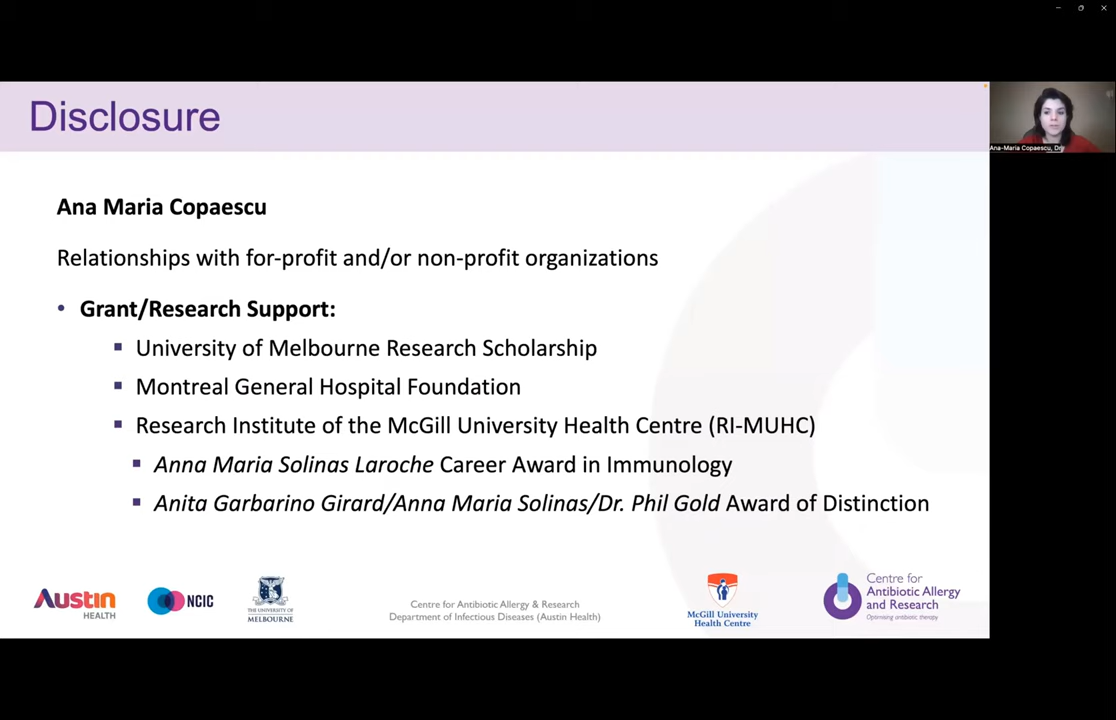 Disclosure
Ana-Maria Copaescu, Dr
Ana Maria Copaescu
Relationships with for-profit and/or non-profit organizations
• Grant/Research Support:
▪ University of Melbourne Research Scholarship
▪ Montreal General Hospital Foundation
▪ Research Institute of the McGill University Health Centre (RI-MUHC)
▪ Anna Maria Solinas Laroche Career Award in Immunology
▪ Anita Garbarino Girard/Anna Maria Solinas/Dr. Phil Gold Award of Distinction
Austin
HEALTH
NCIC
THE UNIVERSITY OF
MELBOURNE
Centre for Antibiotic Allergy & Research
Department of Infectious Diseases (Austin Health)
McGill University
Health Centre
Centre for
Antibiotic Allergy
and Research
Optimising antibiotic therapy